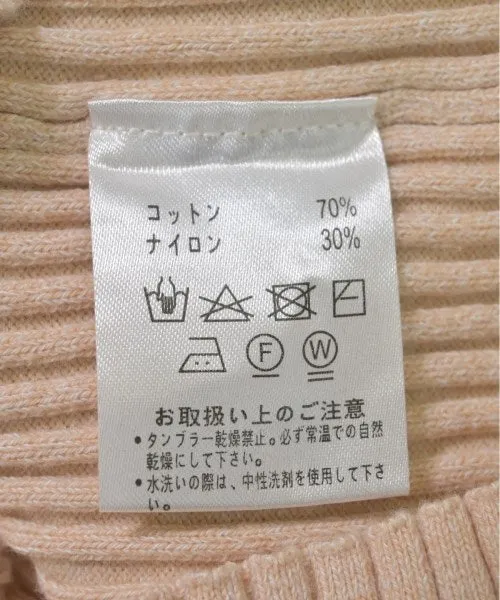 コットン 70%
ナイロン 30%
F W
お取扱い上のご注意
•タンブラー乾燥禁止。必ず常温での自然
乾燥にして下さい。
•水洗いの際は、中性洗剤を使用して下さ
い。